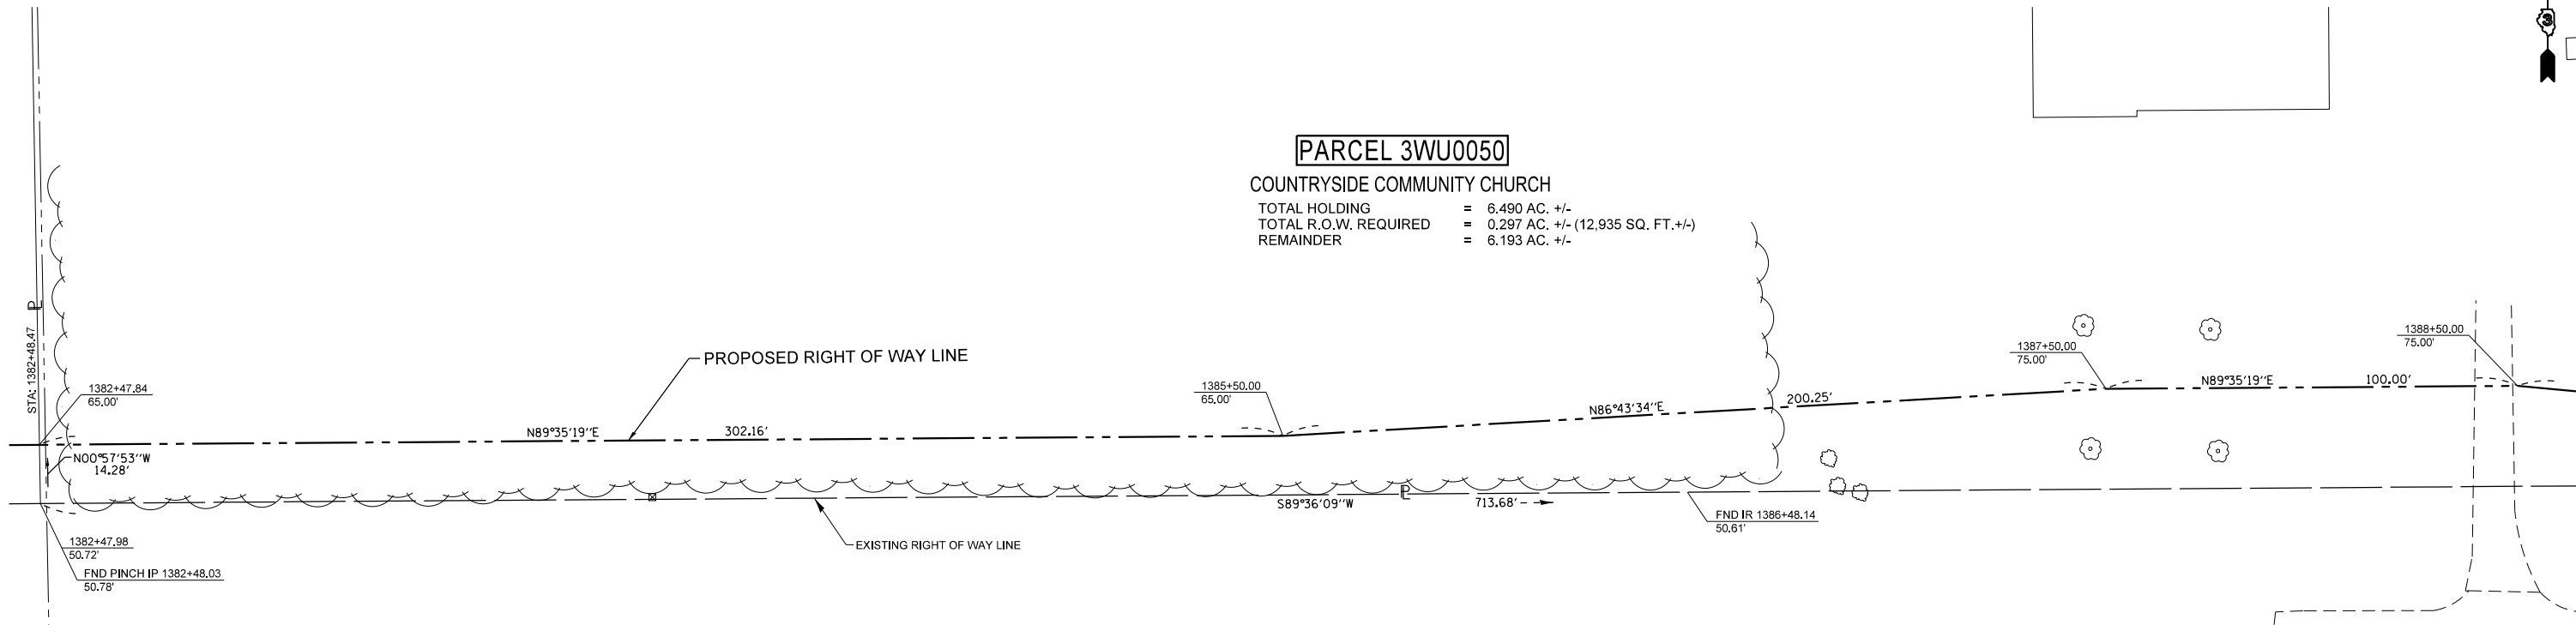 3
PARCEL 3WU0050
COUNTRYSIDE COMMUNITY CHURCH
TOTAL HOLDING = 6.490 AC. +/-
TOTAL R.O.W. REQUIRED = 0.297 AC. +/- (12,935 SQ. FT.+/-)
REMAINDER = 6.193 AC. +/-
STA: 1382+48.47
PL
PROPOSED RIGHT OF WAY LINE
1388+50.00
75.00'
1387+50.00
75.00'
1382+47.84
65.00'
1385+50.00
65.00'
N89°35'19''E 302.16'
N86°43'34''E 200.25'
N89°35'19''E 100.00'
N00°57'53''W
14.28'
PL
S89°36'09''W 713.68'
FND IR 1386+48.14
50.61'
1382+47.98
50.72'
EXISTING RIGHT OF WAY LINE
FND PINCH IP 1382+48.03
50.78'